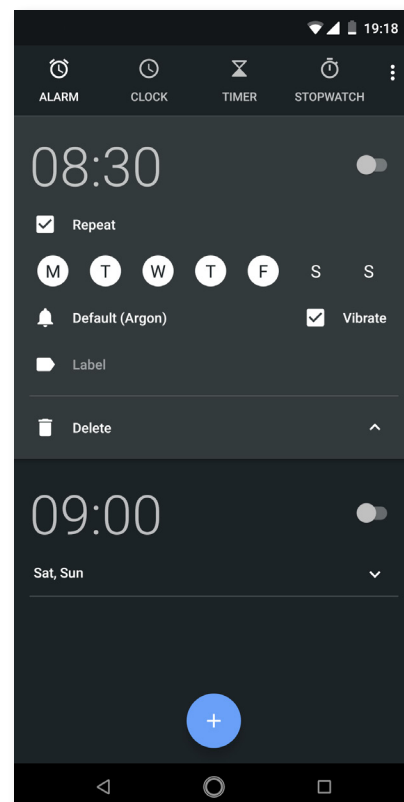 19:18
ALARM CLOCK TIMER STOPWATCH
08:30
Repeat
M T W T F S S
Default (Argon) Vibrate
Label
Delete
09:00
Sat, Sun